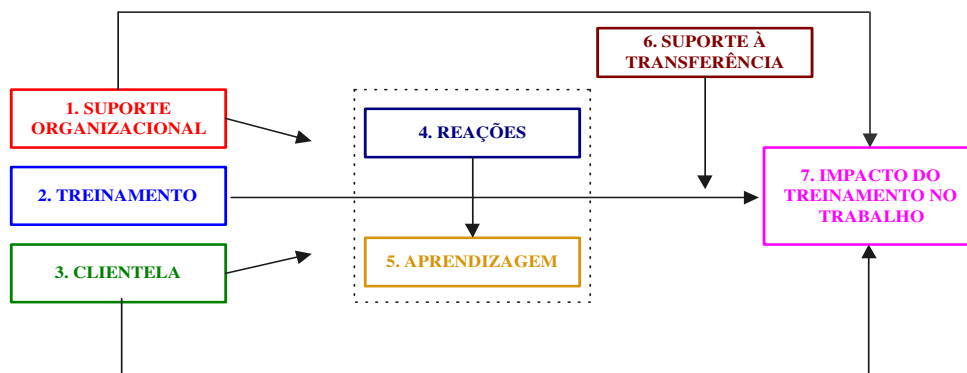 6. SUPORTE À
TRANSFERÊNCIA
1. SUPORTE
ORGANIZACIONAL
4. REAÇÕES
2. TREINAMENTO
7. IMPACTO DO
TREINAMENTO NO
TRABALHO
3. CLIENTELA
5. APRENDIZAGEM